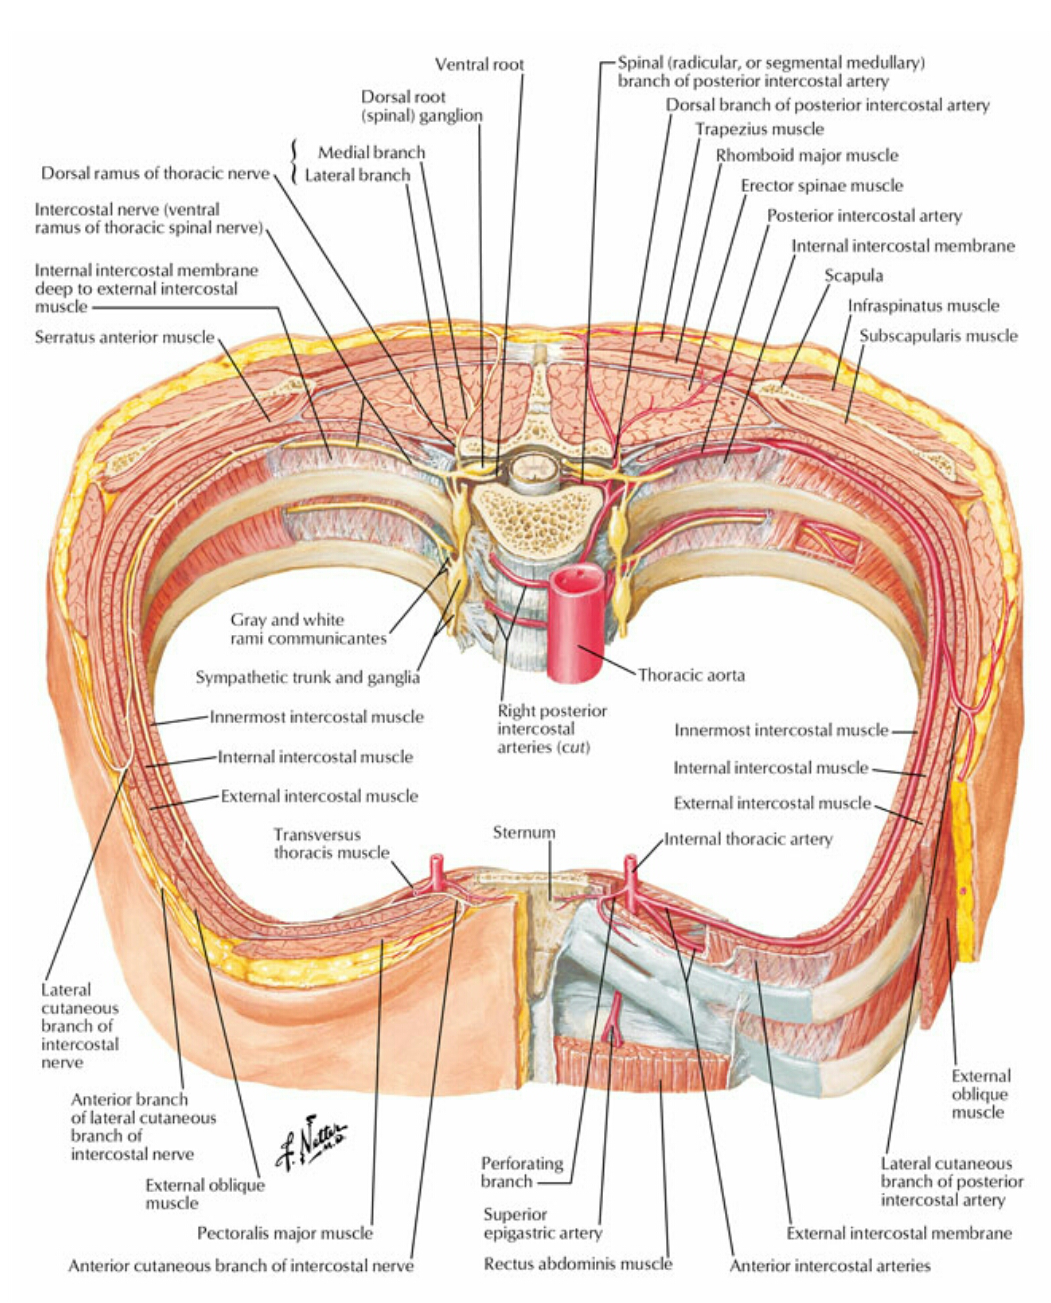 Ventral root
Spinal (radicular, or segmental medullary)
branch of posterior intercostal artery
Dorsal root
(spinal) ganglion
Dorsal branch of posterior intercostal artery
Trapezius muscle
Medial branch
Lateral branch
Rhomboid major muscle
Dorsal ramus of thoracic nerve
Erector spinae muscle
Intercostal nerve (ventral
ramus of thoracic spinal nerve)
Posterior intercostal artery
Internal intercostal membrane
Internal intercostal membrane
deep to external intercostal
muscle
Scapula
Infraspinatus muscle
Serratus anterior muscle
Subscapularis muscle
Gray and white
rami communicantes
Sympathetic trunk and ganglia
Thoracic aorta
Right posterior
intercostal
arteries (cut)
Innermost intercostal muscle
Innermost intercostal muscle
Internal intercostal muscle
Internal intercostal muscle
External intercostal muscle
External intercostal muscle
Transversus
thoracis muscle
Sternum
Internal thoracic artery
Lateral
cutaneous
branch of
intercostal
nerve
External
oblique
muscle
Anterior branch
of lateral cutaneous
branch of
intercostal nerve
F. Netter
M.D.
Perforating
branch
Lateral cutaneous
branch of posterior
intercostal artery
External oblique
muscle
Superior
epigastric artery
Pectoralis major muscle
External intercostal membrane
Anterior cutaneous branch of intercostal nerve
Rectus abdominis muscle
Anterior intercostal arteries